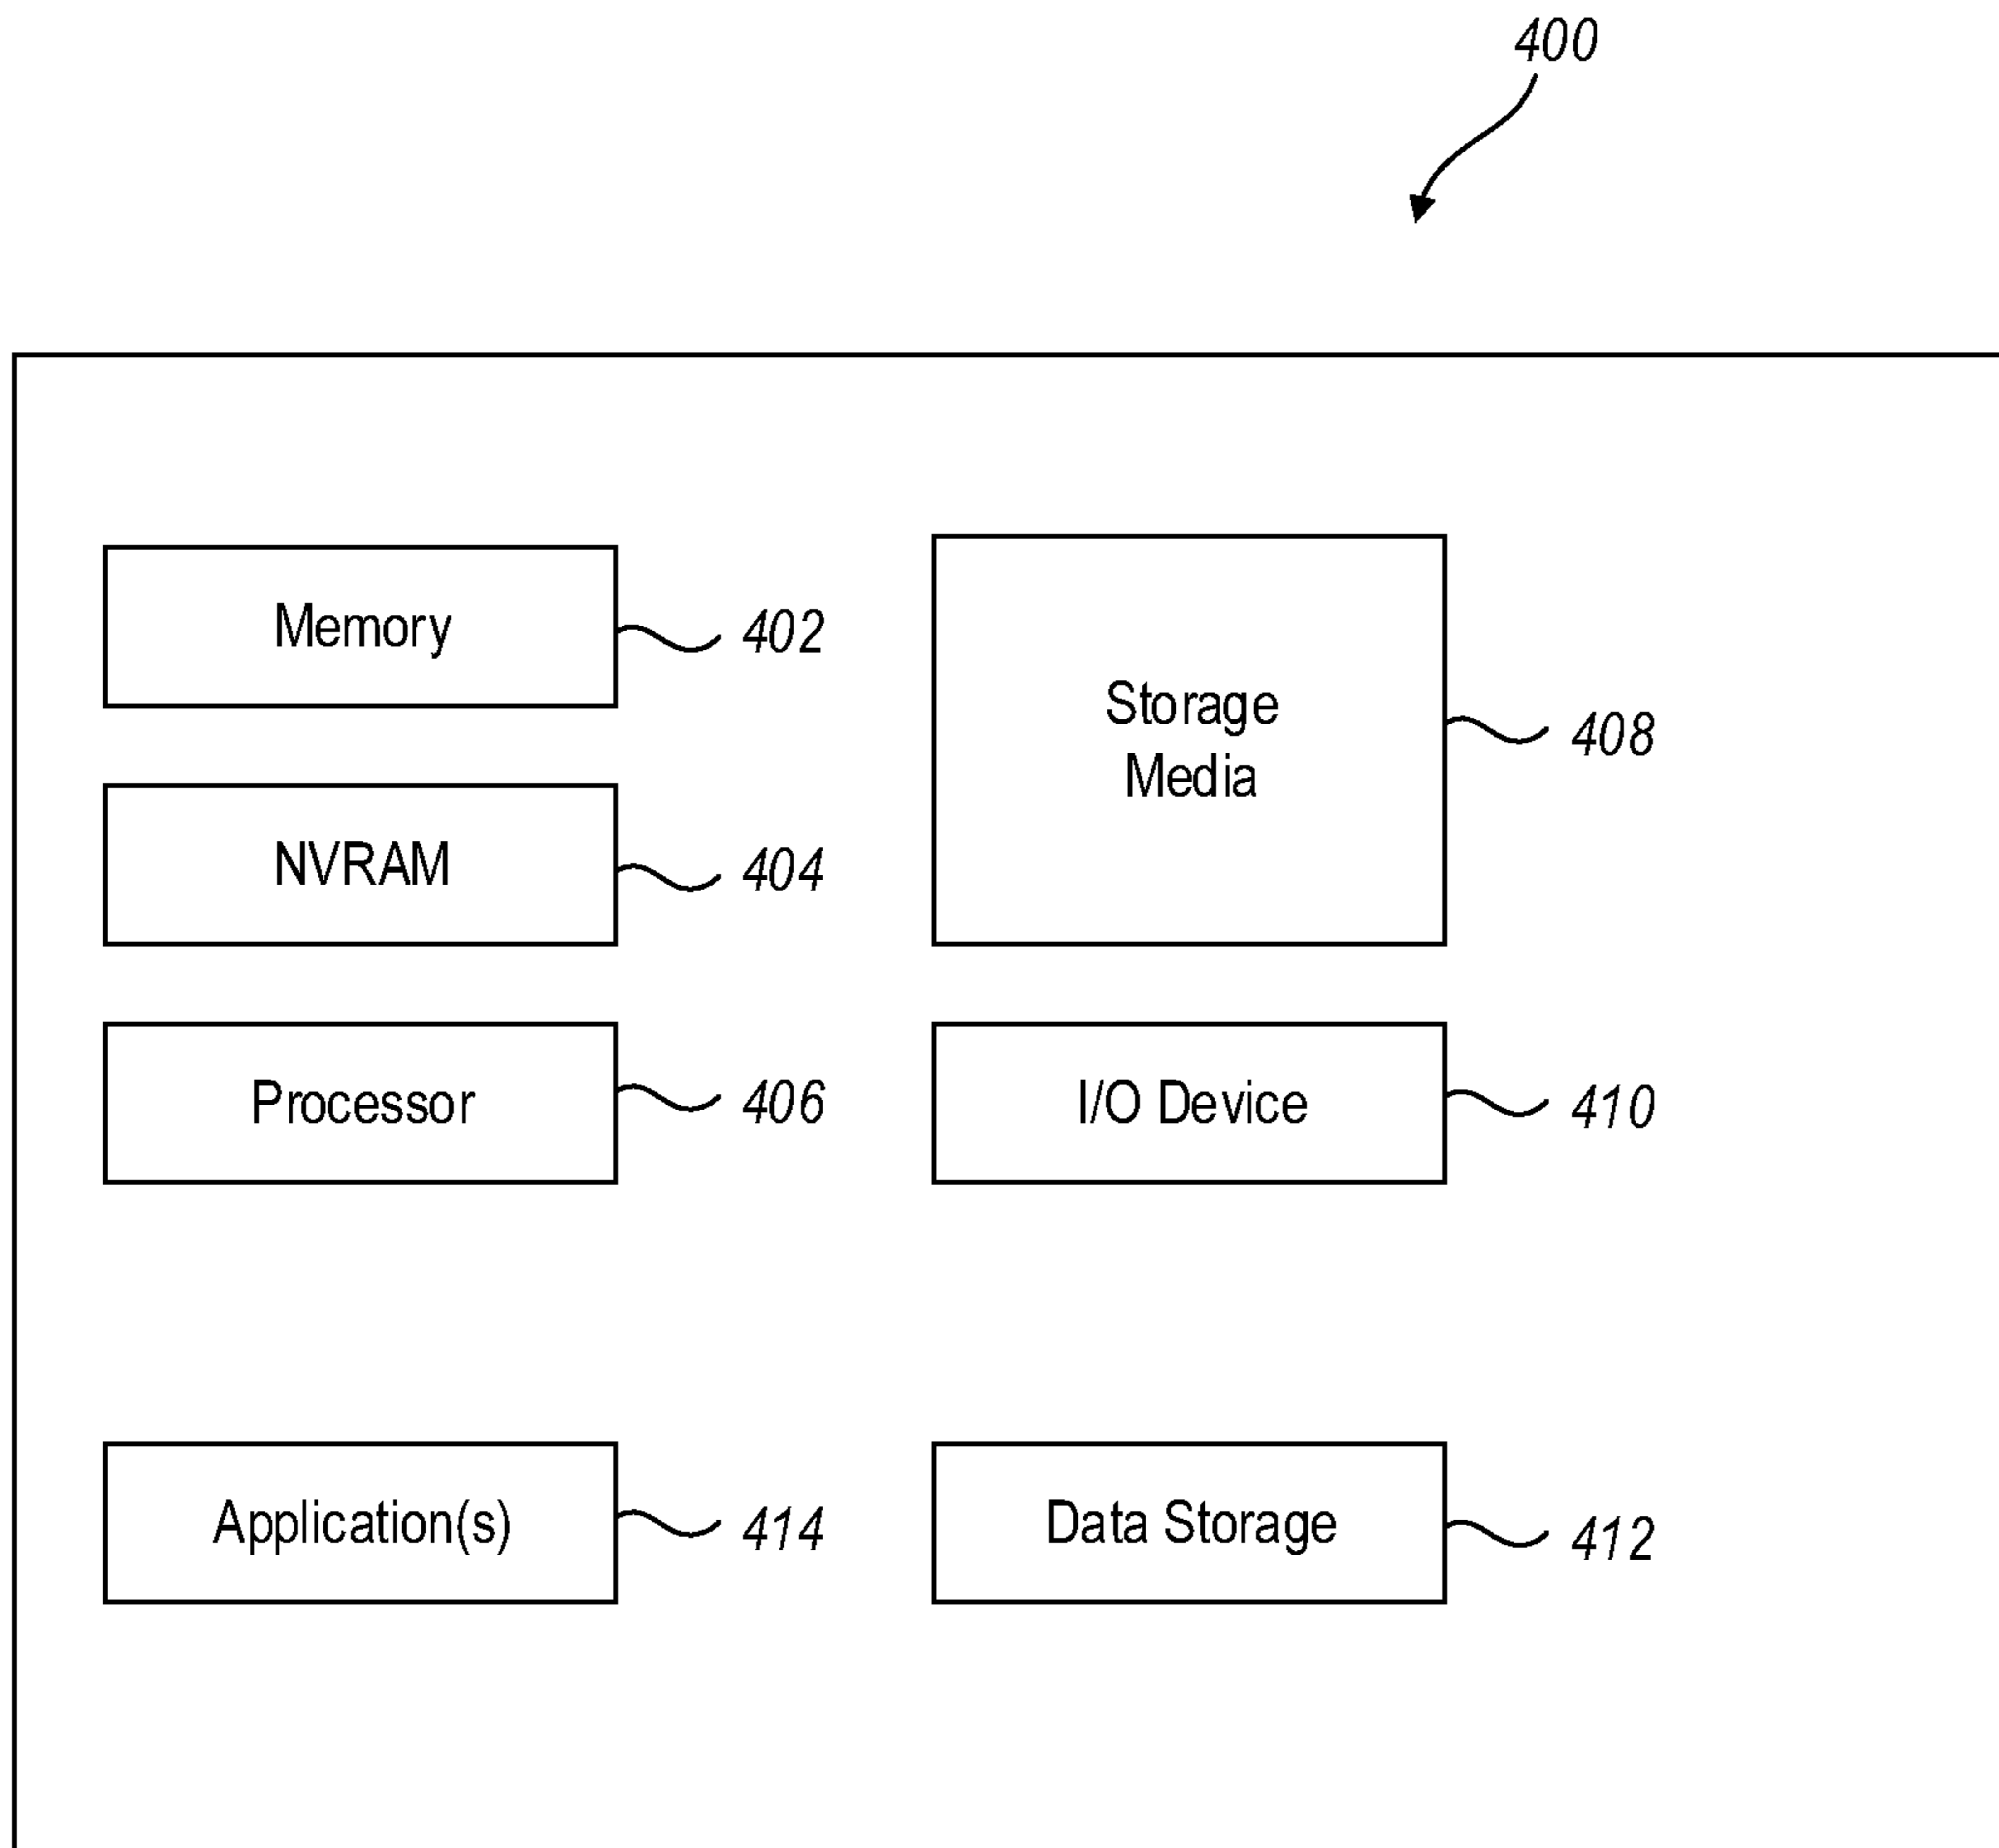 400
Memory
402
Storage
Media
408
NVRAM
404
Processor
406
I/O Device
410
Application(s)
414
Data Storage
412